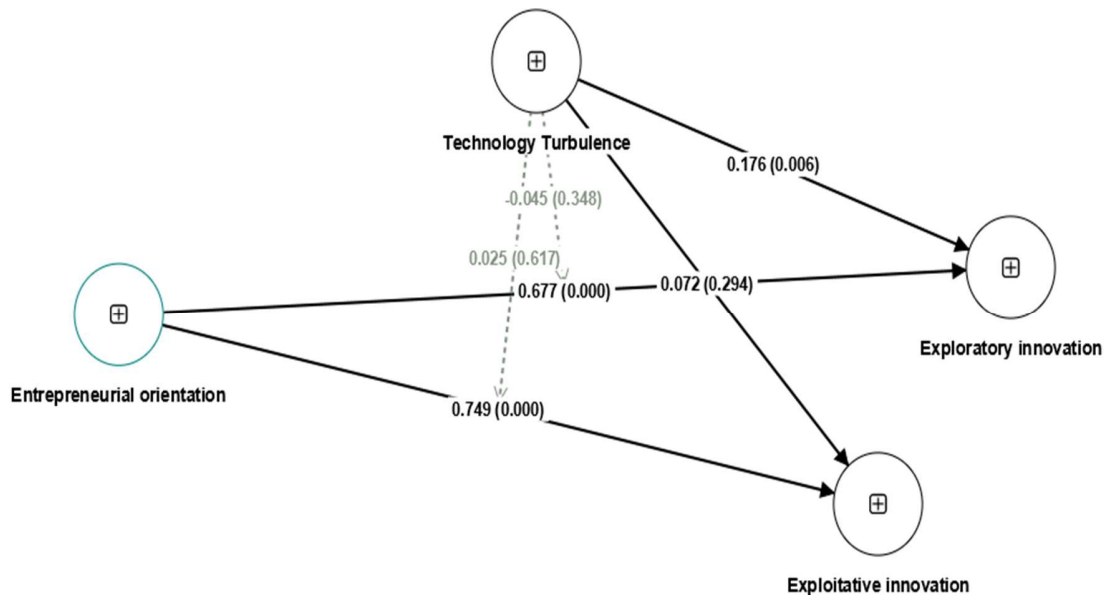 Technology Turbulence
0.176 (0.006)
-0.045 (0.348)
0.025 (0.617)
0.677 (0.000)
0.072 (0.294)
Exploratory innovation
Entrepreneurial orientation
0.749 (0.000)
Exploitative innovation